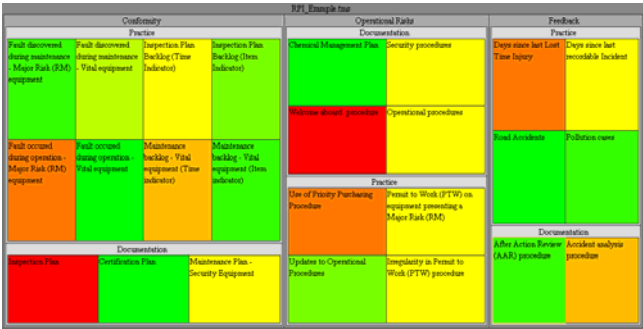 RPI_Example.tms
Conformity
Practice
Fault discovered
during maintenance
- Major Risk (RM)
equipment
Fault discovered
during maintenance
- Vital equipment
Inspection Plan
Backlog (Time
Indicator)
Inspection Plan
Backlog (Item
Indicator)
Fault occured
during operation -
Major Risk (RM)
equipment
Fault occured
during operation -
Vital equipment
Maintenance
backlog - Vital
equipment (Time
indicator)
Maintenance
backlog - Vital
equipment (Item
indicator)
Documentation
Inspection Plan
Certification Plan
Maintenance Plan -
Security Equipment
Operational Risks
Documentation
Chemical Management Plan
Security procedures
Welcome aboard procedure
Operational procedures
Practice
Use of Priority Purchasing
Procedure
Permit to Work (PTW) on
equipment presenting a
Major Risk (RM)
Updates to Operational
Procedures
Irregularity in Permit to
Work (PTW) procedure
Feedback
Practice
Days since last Lost
Time Injury
Days since last
recordable Incident
Road Accidents
Pollution cases
Documentation
After Action Review
(AAR) procedure
Accident analysis
procedure